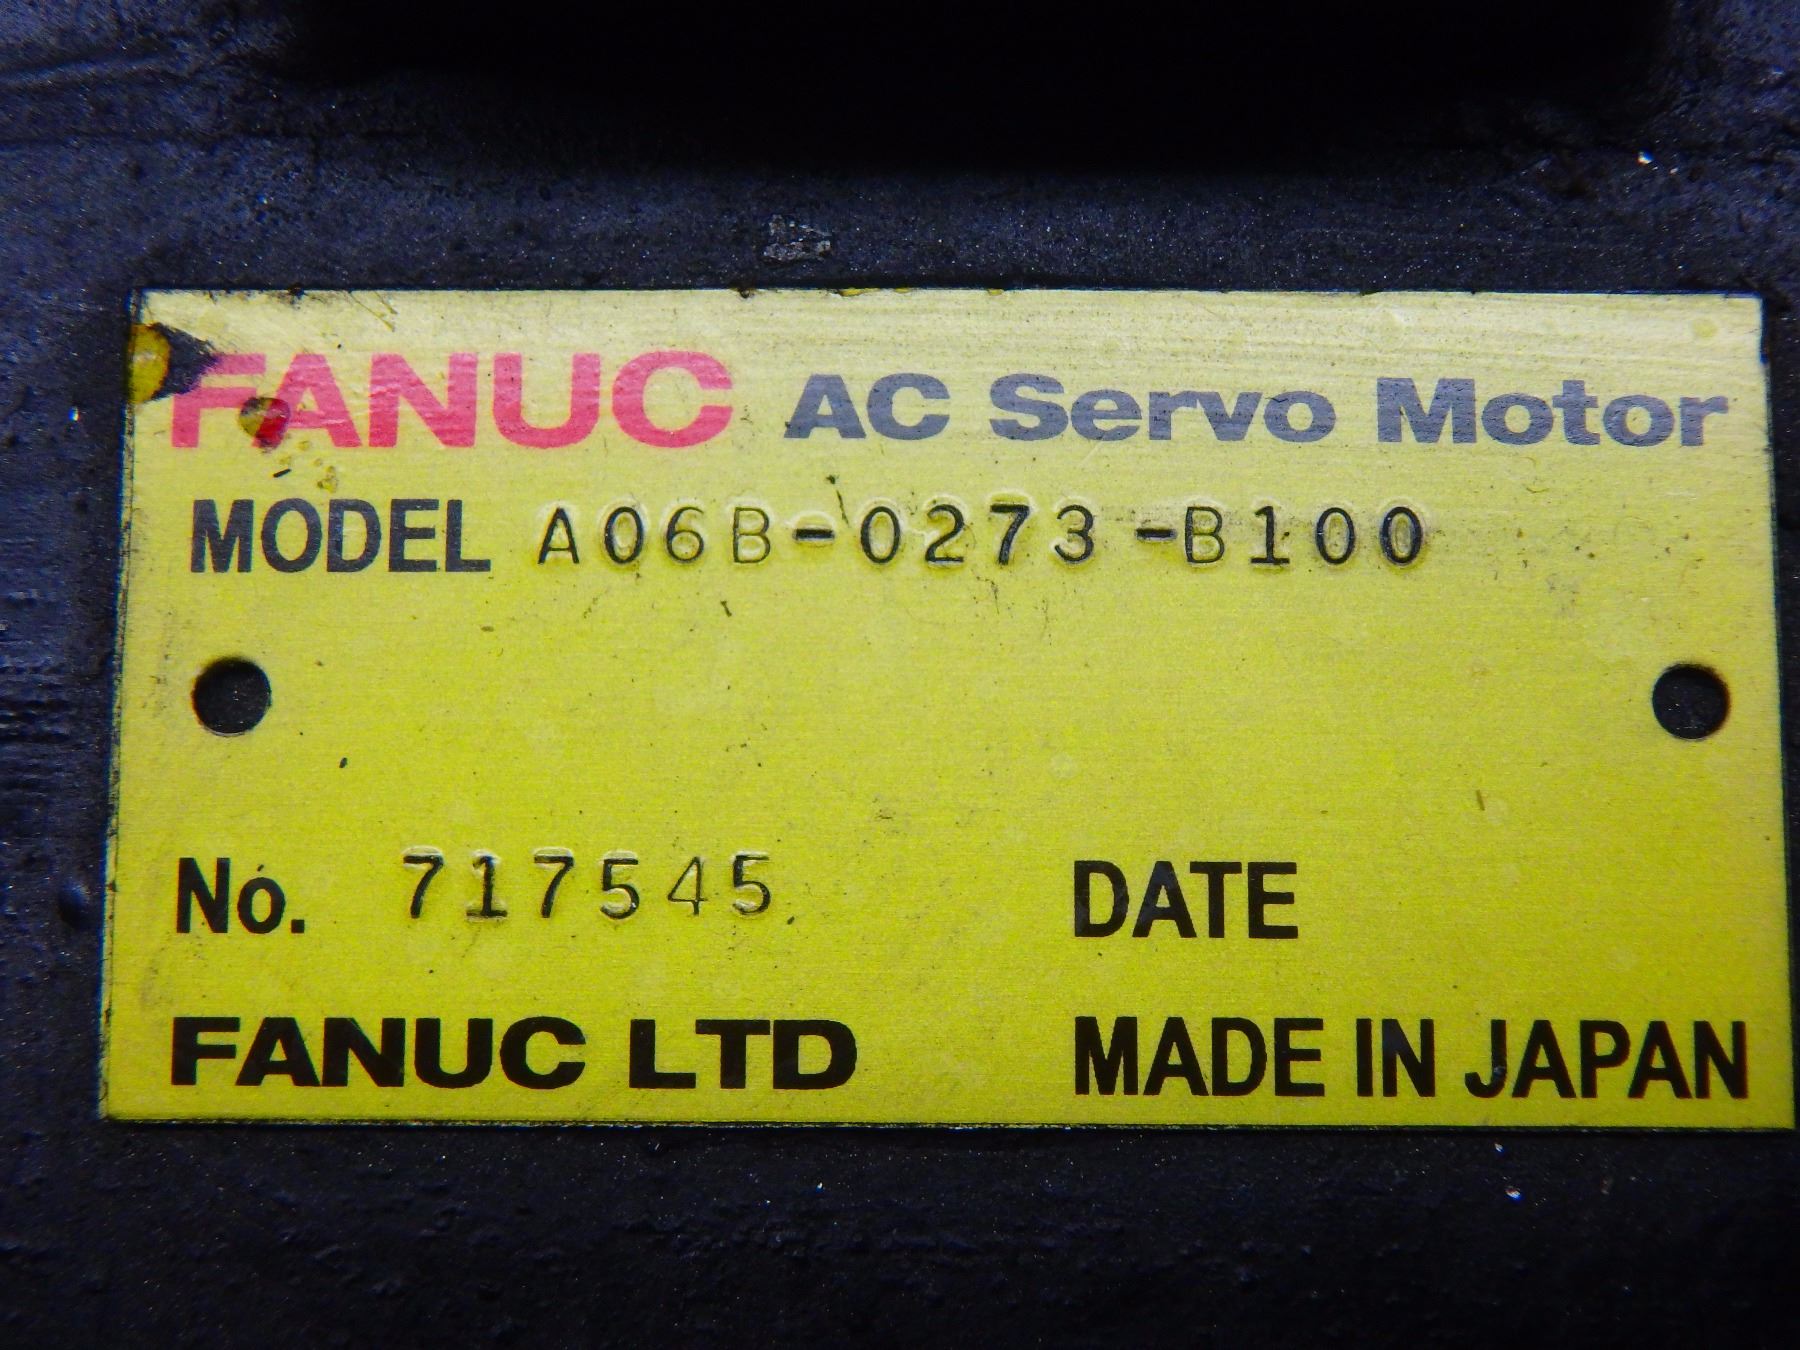 FANUC AC Servo Motor
MODEL A06B-0273-B100
No. 717545 DATE
FANUC LTD MADE IN JAPAN